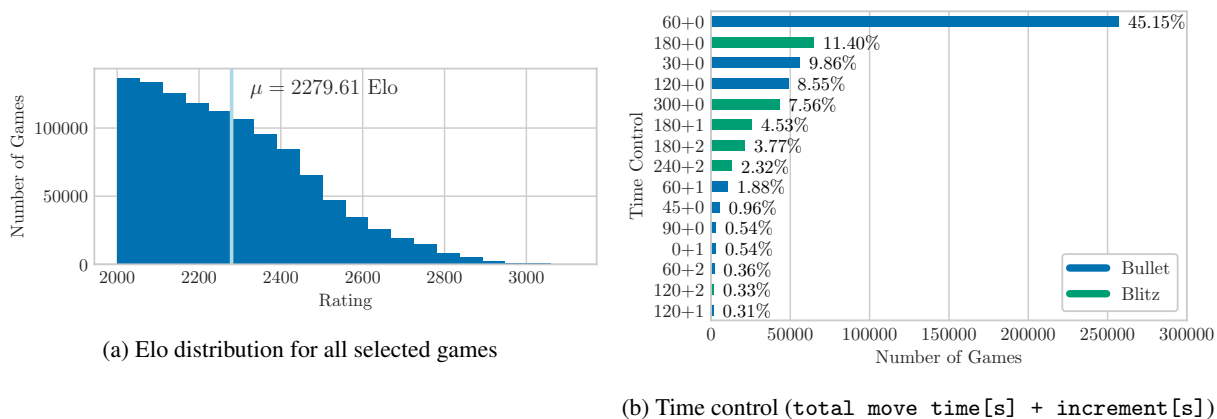 μ = 2279.61 Elo
Number of Games
100000
50000
0
2000 2200 2400 2600 2800 3000
Rating
(a) Elo distribution for all selected games
Time Control
60+0 45.15%
180+0 11.40%
30+0 9.86%
120+0 8.55%
300+0 7.56%
180+1 4.53%
180+2 3.77%
240+2 2.32%
60+1 1.88%
45+0 0.96%
90+0 0.54%
0+1 0.54%
60+2 0.36%
120+2 0.33%
120+1 0.31%
Bullet
Blitz
0 50000 100000 150000 200000 250000 300000
Number of Games
(b) Time control (total move time[s] + increment[s])